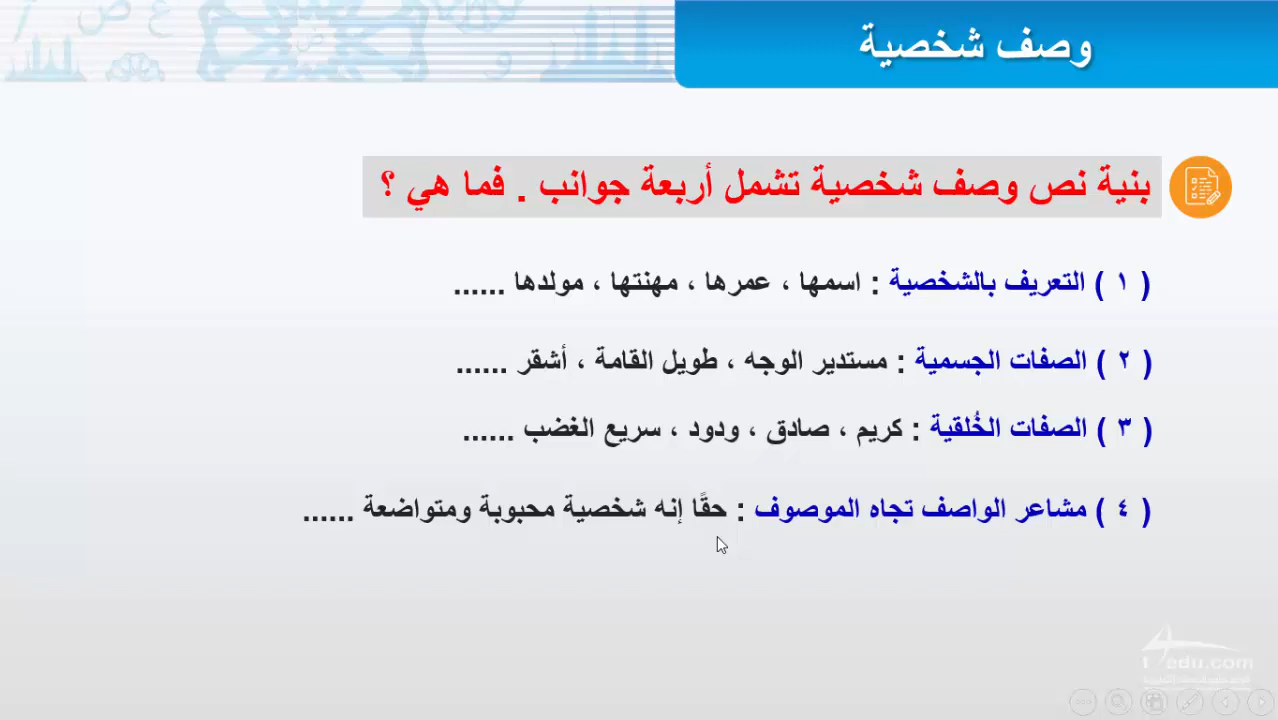 وصف شخصية
بنية نص وصف شخصية تشمل أربعة جوانب . فما هي ؟
( ١ ) التعريف بالشخصية : اسمها ، عمرها ، مهنتها ، مولدها ......
( ٢ ) الصفات الجسمية : مستدير الوجه ، طويل القامة ، أشقر ......
( ٣ ) الصفات الخُلقية : كريم ، صادق ، ودود ، سريع الغضب ......
( ٤ ) مشاعر الواصف تجاه الموصوف : حقًا إنه شخصية محبوبة ومتواضعة ......
edu.com